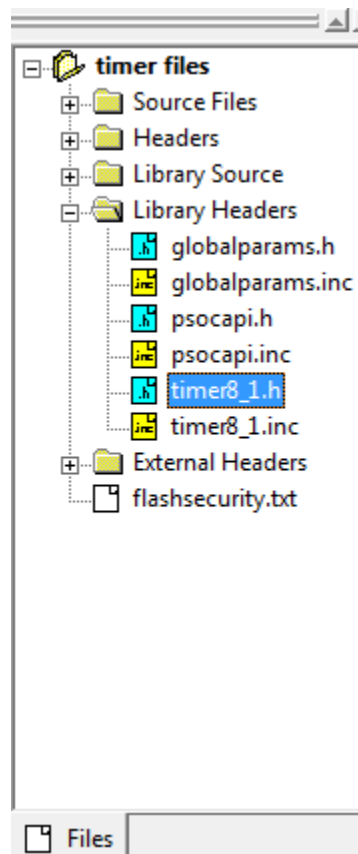 timer files
Source Files
Headers
Library Source
Library Headers
globalparams.h
globalparams.inc
psocapi.h
psocapi.inc
timer8_1.h
timer8_1.inc
External Headers
flashsecurity.txt
Files